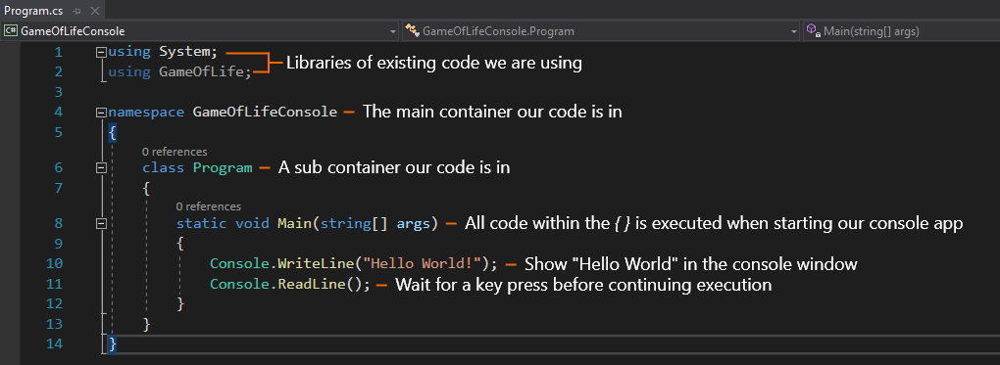 Program.cs
C# GameOfLifeConsole GameOfLifeConsole.Program Main(string[] args)
1 using System;
Libraries of existing code we are using
2 using GameOfLife;
3
4 namespace GameOfLifeConsole – The main container our code is in
5 {
0 references
6 class Program – A sub container our code is in
7 {
0 references
8 static void Main(string[] args) – All code within the { } is executed when starting our console app
9 {
10 Console.WriteLine("Hello World!"); – Show "Hello World" in the console window
11 Console.ReadLine(); – Wait for a key press before continuing execution
12 }
13 }
14 }